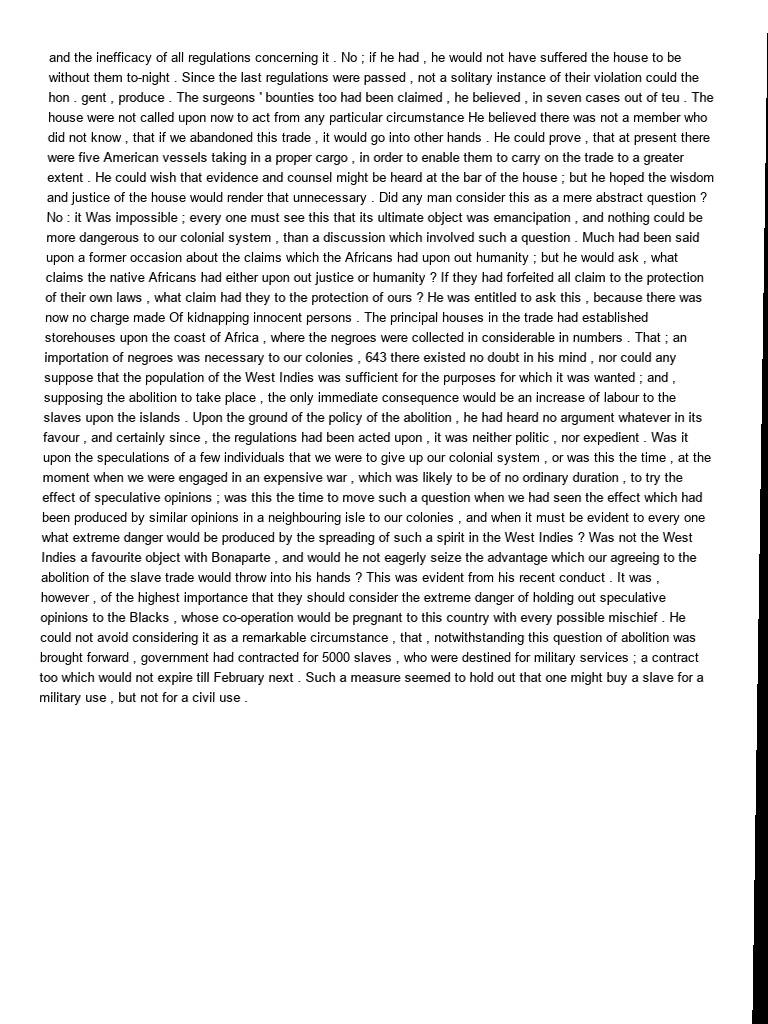 and the inefficacy of all regulations concerning it . No ; if he had , he would not have suffered the house to be
without them to-night . Since the last regulations were passed , not a solitary instance of their violation could the
hon . gent , produce . The surgeons ' bounties too had been claimed , he believed , in seven cases out of teu . The
house were not called upon now to act from any particular circumstance He believed there was not a member who
did not know , that if we abandoned this trade , it would go into other hands . He could prove , that at present there
were five American vessels taking in a proper cargo , in order to enable them to carry on the trade to a greater
extent . He could wish that evidence and counsel might be heard at the bar of the house ; but he hoped the wisdom
and justice of the house would render that unnecessary . Did any man consider this as a mere abstract question ?
No : it Was impossible ; every one must see this that its ultimate object was emancipation , and nothing could be
more dangerous to our colonial system , than a discussion which involved such a question . Much had been said
upon a former occasion about the claims which the Africans had upon out humanity ; but he would ask , what
claims the native Africans had either upon out justice or humanity ? If they had forfeited all claim to the protection
of their own laws , what claim had they to the protection of ours ? He was entitled to ask this , because there was
now no charge made Of kidnapping innocent persons . The principal houses in the trade had established
storehouses upon the coast of Africa , where the negroes were collected in considerable in numbers . That ; an
importation of negroes was necessary to our colonies , 643 there existed no doubt in his mind , nor could any
suppose that the population of the West Indies was sufficient for the purposes for which it was wanted ; and ,
supposing the abolition to take place , the only immediate consequence would be an increase of labour to the
slaves upon the islands . Upon the ground of the policy of the abolition , he had heard no argument whatever in its
favour , and certainly since , the regulations had been acted upon , it was neither politic , nor expedient . Was it
upon the speculations of a few individuals that we were to give up our colonial system , or was this the time , at the
moment when we were engaged in an expensive war , which was likely to be of no ordinary duration , to try the
effect of speculative opinions ; was this the time to move such a question when we had seen the effect which had
been produced by similar opinions in a neighbouring isle to our colonies , and when it must be evident to every one
what extreme danger would be produced by the spreading of such a spirit in the West Indies ? Was not the West
Indies a favourite object with Bonaparte , and would he not eagerly seize the advantage which our agreeing to the
abolition of the slave trade would throw into his hands ? This was evident from his recent conduct . It was ,
however , of the highest importance that they should consider the extreme danger of holding out speculative
opinions to the Blacks , whose co-operation would be pregnant to this country with every possible mischief . He
could not avoid considering it as a remarkable circumstance , that , notwithstanding this question of abolition was
brought forward , government had contracted for 5000 slaves , who were destined for military services ; a contract
too which would not expire till February next . Such a measure seemed to hold out that one might buy a slave for a
military use , but not for a civil use .